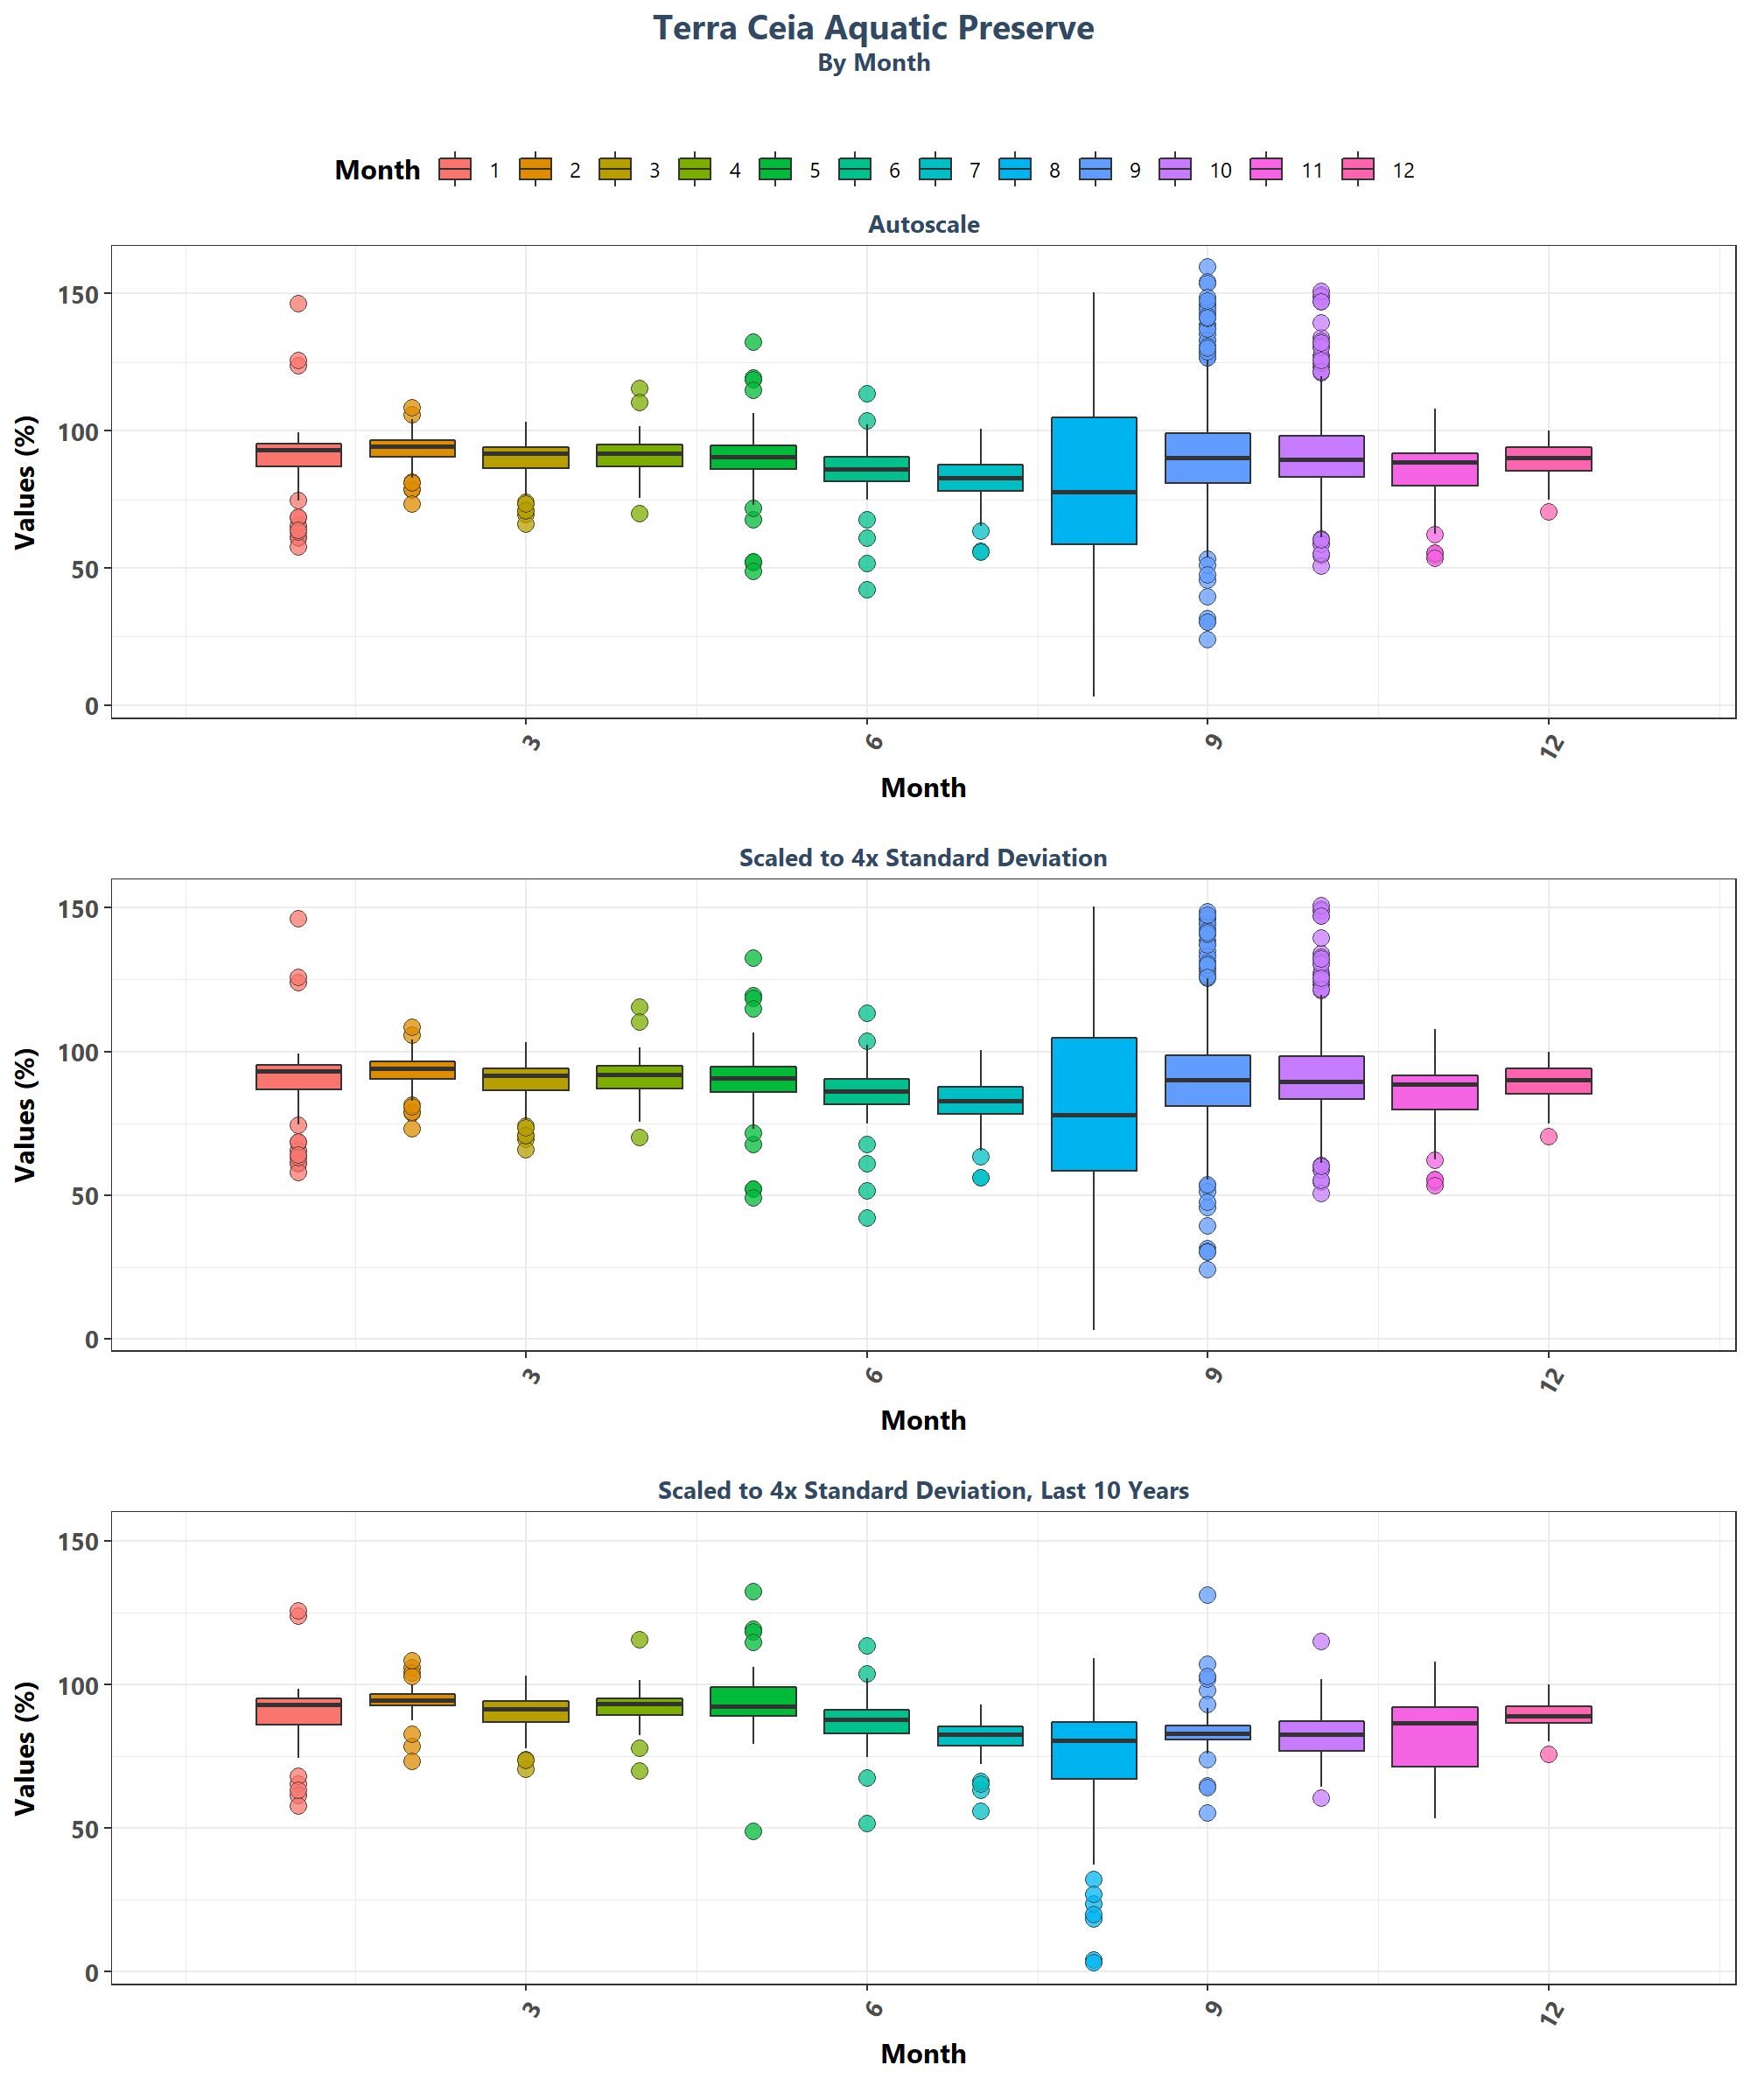 Terra Ceia Aquatic Preserve
By Month
Month 1 2 3 4 5 6 7 8 9 10 11 12
Autoscale
Values (%)
150
100
50
0
3 6 9 12
Month
Scaled to 4x Standard Deviation
Values (%)
150
100
50
0
3 6 9 12
Month
Scaled to 4x Standard Deviation, Last 10 Years
Values (%)
150
100
50
0
3 6 9 12
Month